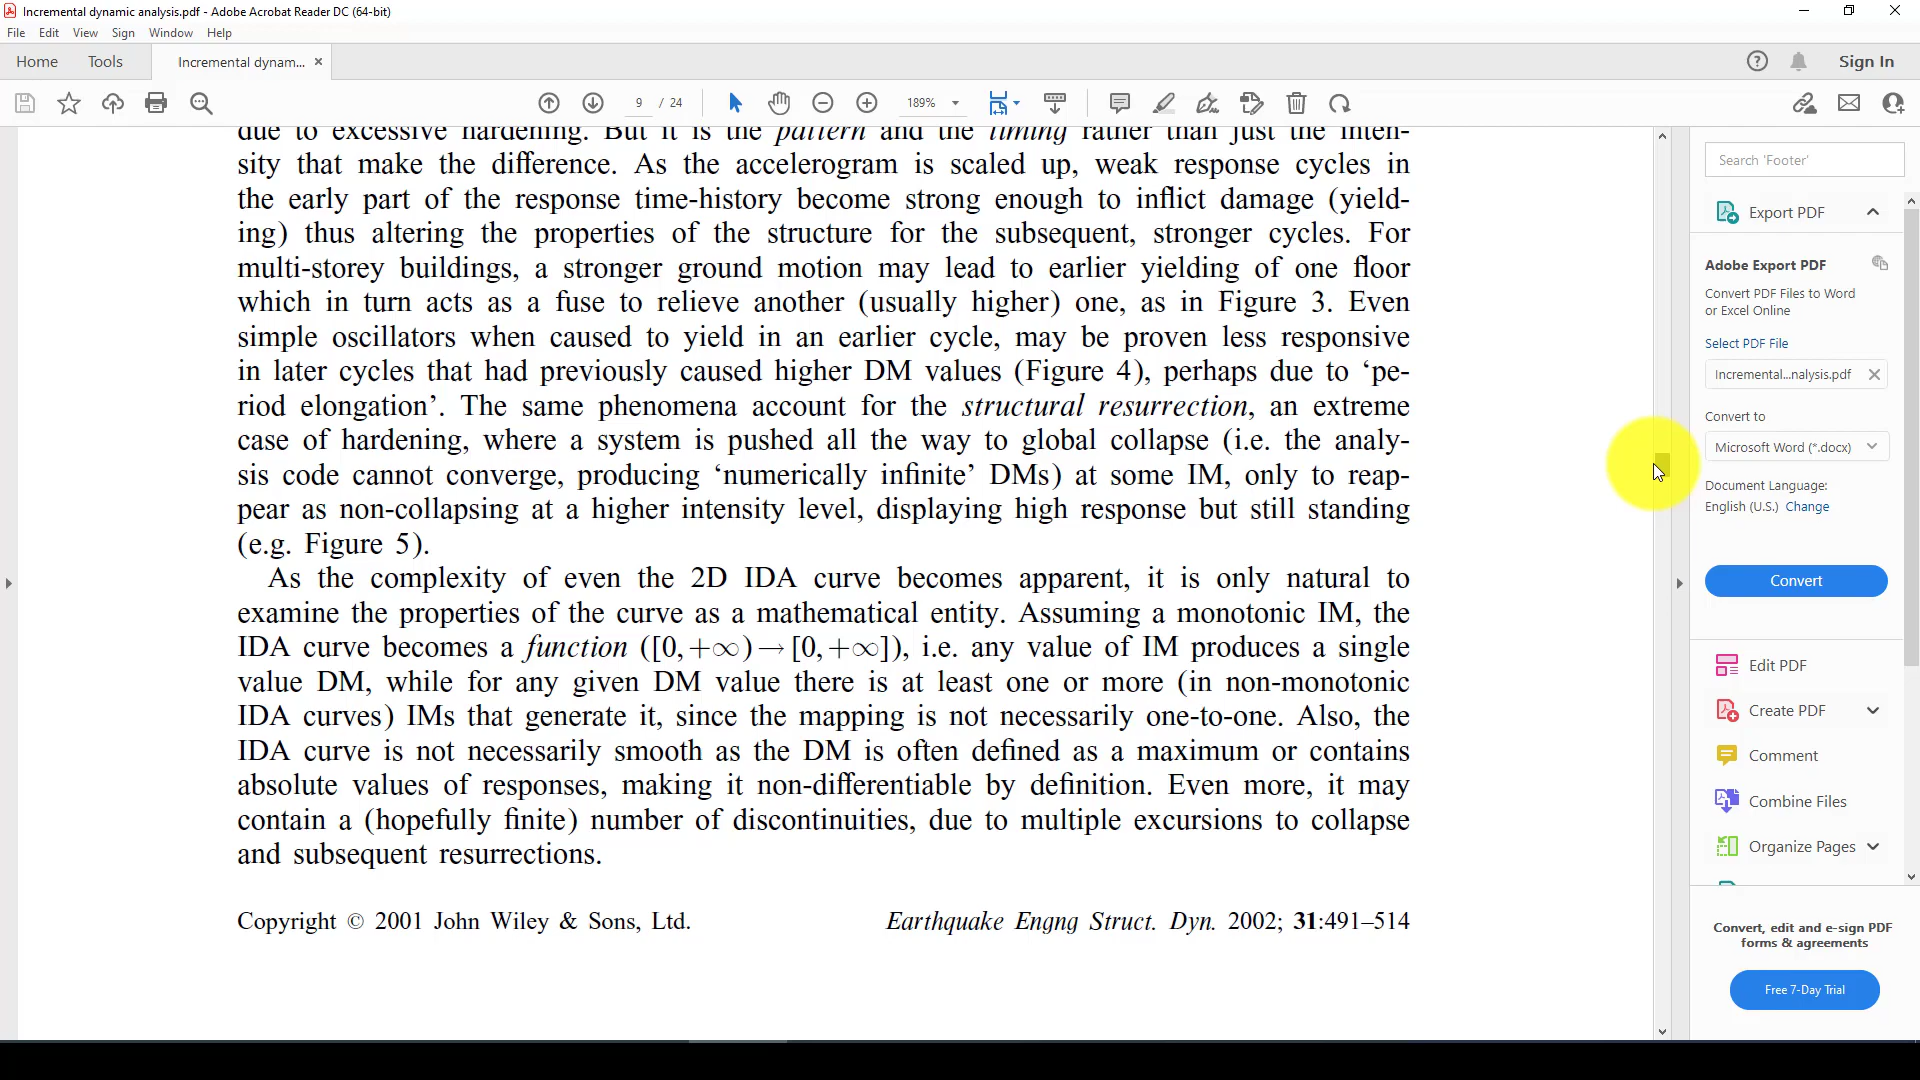 Incremental dynamic analysis.pdf - Adobe Acrobat Reader DC (64-bit)
File Edit View Sign Window Help
Home Tools Incremental dynam... × Sign In
9 / 24 189%
due to excessive hardening. But it is the pattern and the timing rather than just the inten-
sity that make the difference. As the accelerogram is scaled up, weak response cycles in
the early part of the response time-history become strong enough to inflict damage (yield-
ing) thus altering the properties of the structure for the subsequent, stronger cycles. For
multi-storey buildings, a stronger ground motion may lead to earlier yielding of one floor
which in turn acts as a fuse to relieve another (usually higher) one, as in Figure 3. Even
simple oscillators when caused to yield in an earlier cycle, may be proven less responsive
in later cycles that had previously caused higher DM values (Figure 4), perhaps due to ‘pe-
riod elongation’. The same phenomena account for the structural resurrection, an extreme
case of hardening, where a system is pushed all the way to global collapse (i.e. the analy-
sis code cannot converge, producing ‘numerically infinite’ DMs) at some IM, only to reap-
pear as non-collapsing at a higher intensity level, displaying high response but still standing
(e.g. Figure 5).
As the complexity of even the 2D IDA curve becomes apparent, it is only natural to
examine the properties of the curve as a mathematical entity. Assuming a monotonic IM, the
IDA curve becomes a function ([0, +∞) → [0, +∞]), i.e. any value of IM produces a single
value DM, while for any given DM value there is at least one or more (in non-monotonic
IDA curves) IMs that generate it, since the mapping is not necessarily one-to-one. Also, the
IDA curve is not necessarily smooth as the DM is often defined as a maximum or contains
absolute values of responses, making it non-differentiable by definition. Even more, it may
contain a (hopefully finite) number of discontinuities, due to multiple excursions to collapse
and subsequent resurrections.
Copyright © 2001 John Wiley & Sons, Ltd. Earthquake Engng Struct. Dyn. 2002; 31:491–514
Search 'Footer'
Export PDF
Adobe Export PDF
Convert PDF Files to Word
or Excel Online
Select PDF File
Incremental...nalysis.pdf
Convert to
Microsoft Word (*.docx)
Document Language:
English (U.S.) Change
Convert
Edit PDF
Create PDF
Comment
Combine Files
Organize Pages
Convert, edit and e-sign PDF
forms & agreements
Free 7-Day Trial